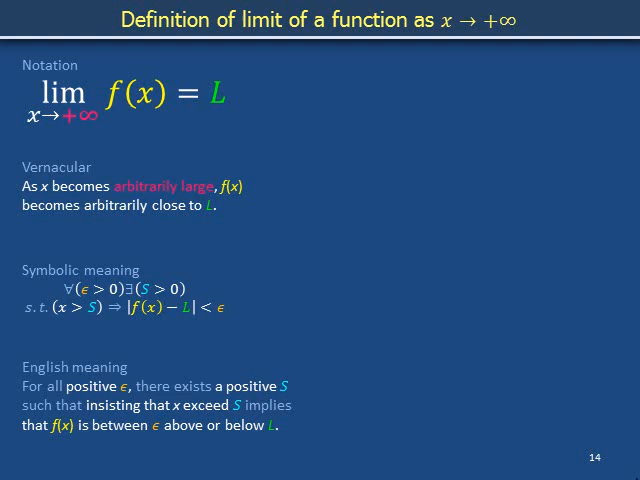 Definition of limit of a function as x → +∞
Notation
lim f(x) = L
x→+∞
Vernacular
As x becomes arbitrarily large, f(x)
becomes arbitrarily close to L.
Symbolic meaning
∀(ϵ > 0)∃(S > 0)
s.t.(x > S) ⇒ |f(x) − L| < ϵ
English meaning
For all positive ϵ, there exists a positive S
such that insisting that x exceed S implies
that f(x) is between ϵ above or below L.
14